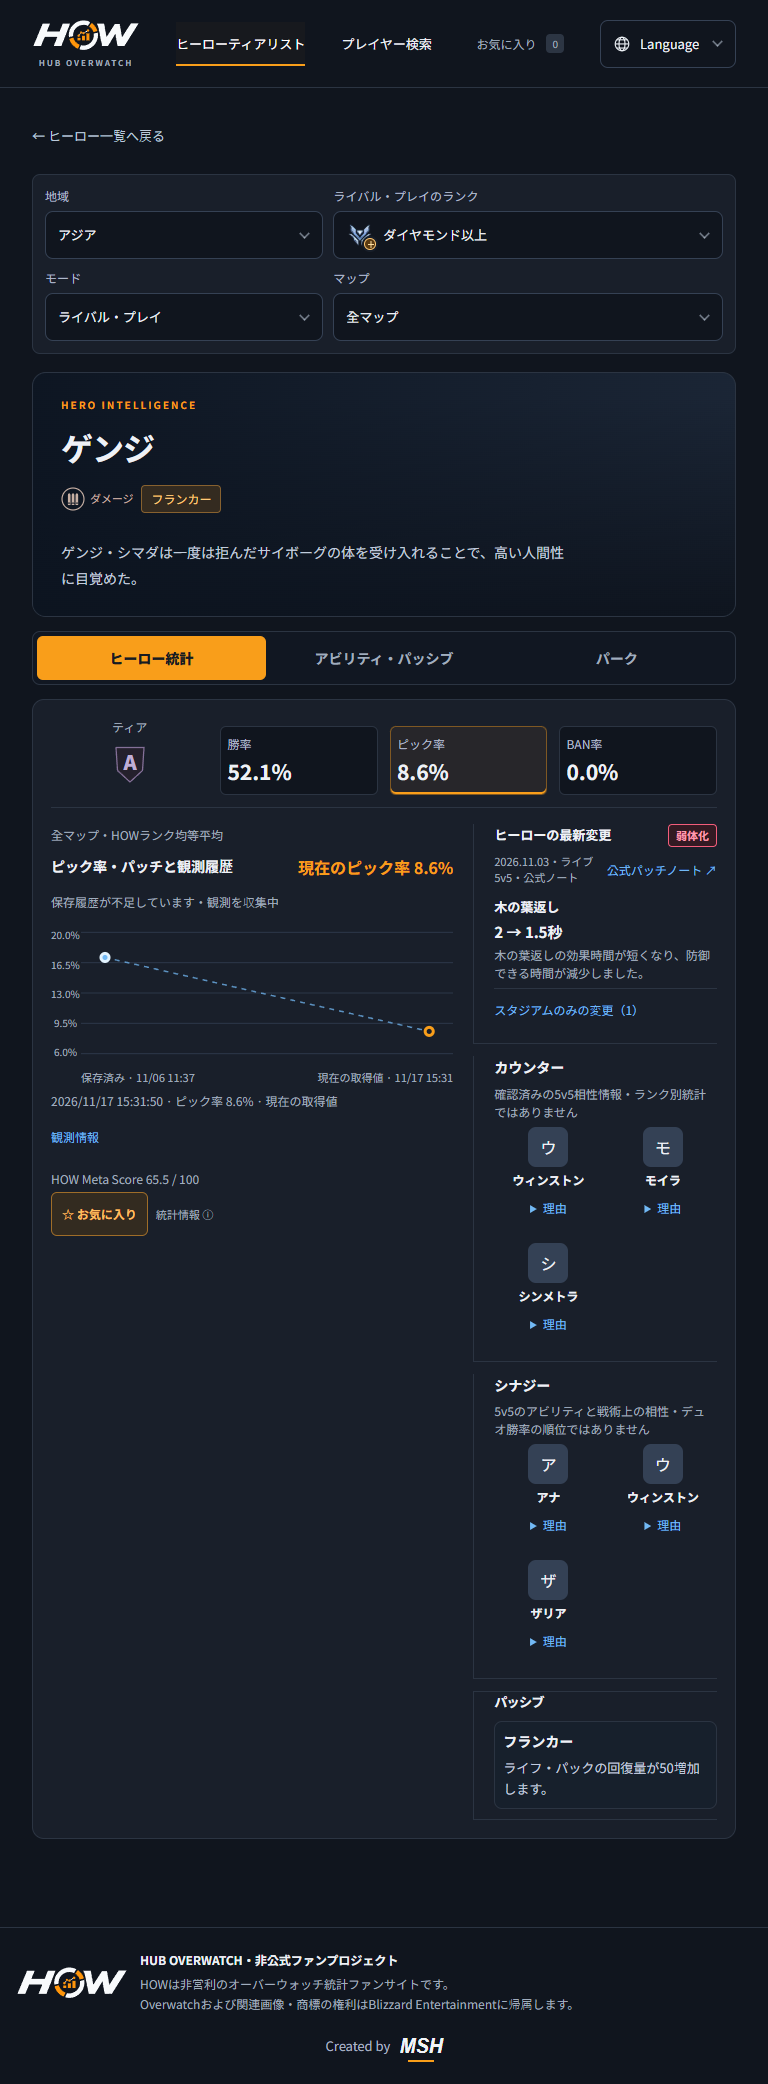 HOW
HUB OVERWATCH
ヒーローティアリスト
プレイヤー検索
お気に入り 0
Language
← ヒーロー一覧へ戻る
地域
アジア
ライバル・プレイのランク
ダイヤモンド以上
モード
ライバル・プレイ
マップ
全マップ
HERO INTELLIGENCE
ゲンジ
ダメージ
フランカー
ゲンジ・シマダは一度は拒んだサイボーグの体を受け入れることで、高い人間性
に目覚めた。
ヒーロー統計
アビリティ・パッシブ
パーク
ティア
A
勝率
52.1%
ピック率
8.6%
BAN率
0.0%
全マップ・HOWランク均等平均
ピック率・パッチと観測履歴
現在のピック率 8.6%
保存履歴が不足しています・観測を収集中
20.0%
16.5%
13.0%
9.5%
6.0%
保存済み · 11/06 11:37
現在の取得値 · 11/17 15:31
2026/11/17 15:31:50 · ピック率 8.6% · 現在の取得値
観測情報
HOW Meta Score 65.5 / 100
☆ お気に入り
統計情報 ⓘ
ヒーローの最新変更
弱体化
2026.11.03・ライブ
5v5・公式ノート
公式パッチノート ↗
木の葉返し
2 → 1.5秒
木の葉返しの効果時間が短くなり、防御
できる時間が減少しました。
スタジアムのみの変更（1）
カウンター
確認済みの5v5相性情報・ランク別統計
ではありません
ウ
ウィンストン
▶ 理由
モ
モイラ
▶ 理由
シ
シンメトラ
▶ 理由
シナジー
5v5のアビリティと戦術上の相性・デュ
オ勝率の順位ではありません
ア
アナ
▶ 理由
ウ
ウィンストン
▶ 理由
ザ
ザリア
▶ 理由
パッシブ
フランカー
ライフ・パックの回復量が50増加
します。
HOW
HUB OVERWATCH・非公式ファンプロジェクト
HOWは非営利のオーバーウォッチ統計ファンサイトです。
Overwatchおよび関連画像・商標の権利はBlizzard Entertainmentに帰属します。
Created by MSH